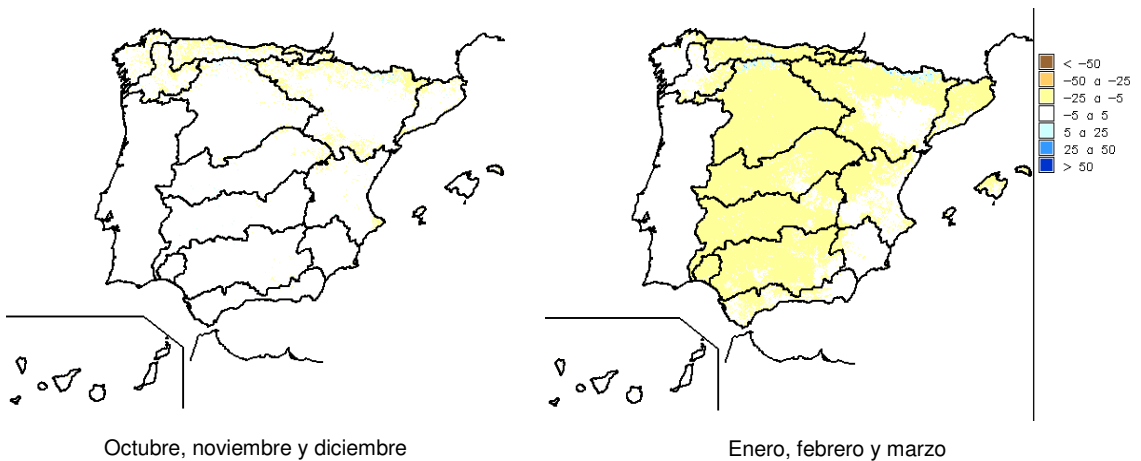 < −50
−50 a −25
−25 a −5
−5 a 5
5 a 25
25 a 50
> 50
Octubre, noviembre y diciembre
Enero, febrero y marzo